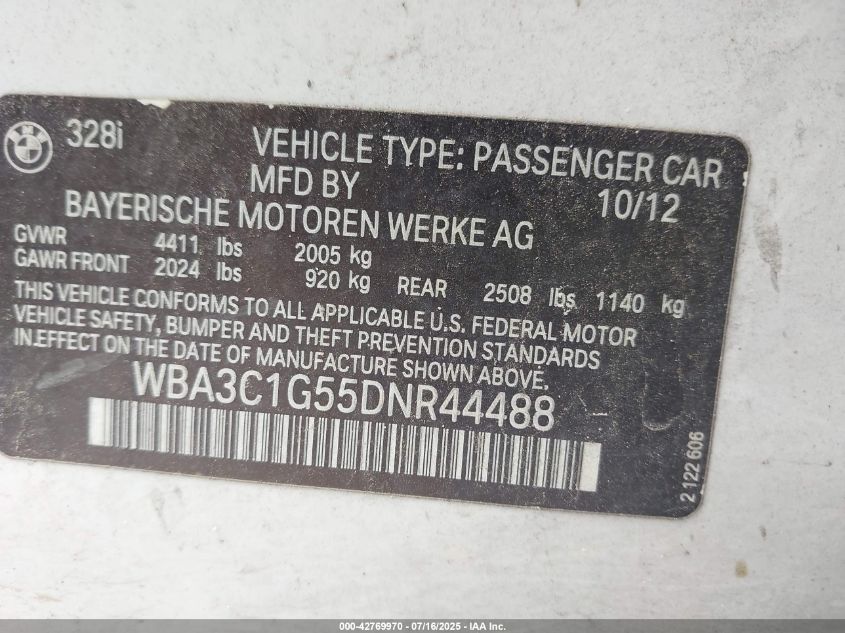 BMW
328i
VEHICLE TYPE: PASSENGER CAR
MFD BY 10/12
BAYERISCHE MOTOREN WERKE AG
GVWR 4411 lbs 2005 kg
GAWR FRONT 2024 lbs 920 kg REAR 2508 lbs 1140 kg
THIS VEHICLE CONFORMS TO ALL APPLICABLE U.S. FEDERAL MOTOR
VEHICLE SAFETY, BUMPER AND THEFT PREVENTION STANDARDS
IN EFFECT ON THE DATE OF MANUFACTURE SHOWN ABOVE.
WBA3C1G55DNR44488
2 122 606
000-42769970 - 07/16/2025 - IAA Inc.